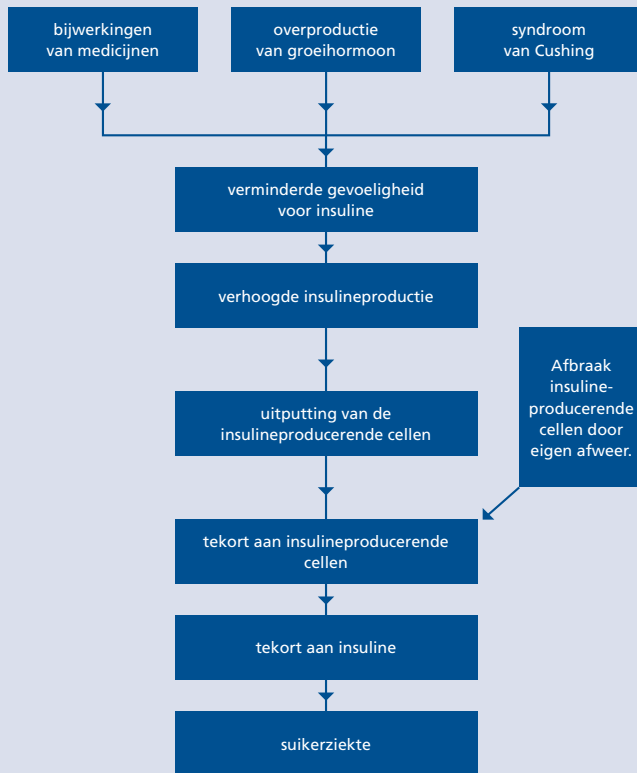 bijwerkingen
van medicijnen
overproductie
van groeihormoon
syndroom
van Cushing
verminderde gevoeligheid
voor insuline
verhoogde insulineproductie
Afbraak
insuline-
producerende
cellen door
eigen afweer.
uitputting van de
insulineproducerende cellen
tekort aan insulineproducerende
cellen
tekort aan insuline
suikerziekte